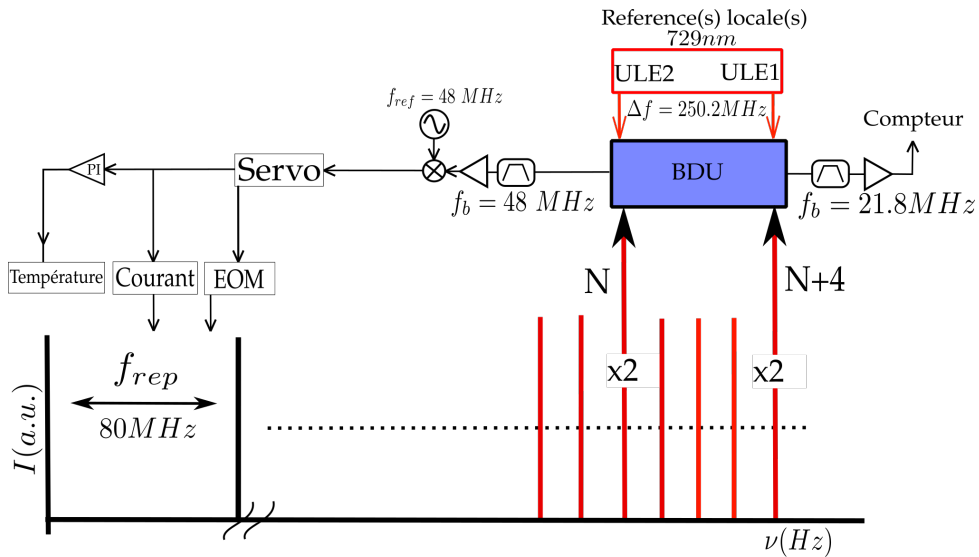 Reference(s) locale(s)
729nm
ULE2 ULE1
Δf = 250.2MHz
f_ref = 48 MHz
Compteur
PI
Servo
BDU
f_b = 48 MHz
f_b = 21.8MHz
Température
Courant
EOM
N
N+4
f_rep
80MHz
x2
x2
I(a.u.)
ν(Hz)